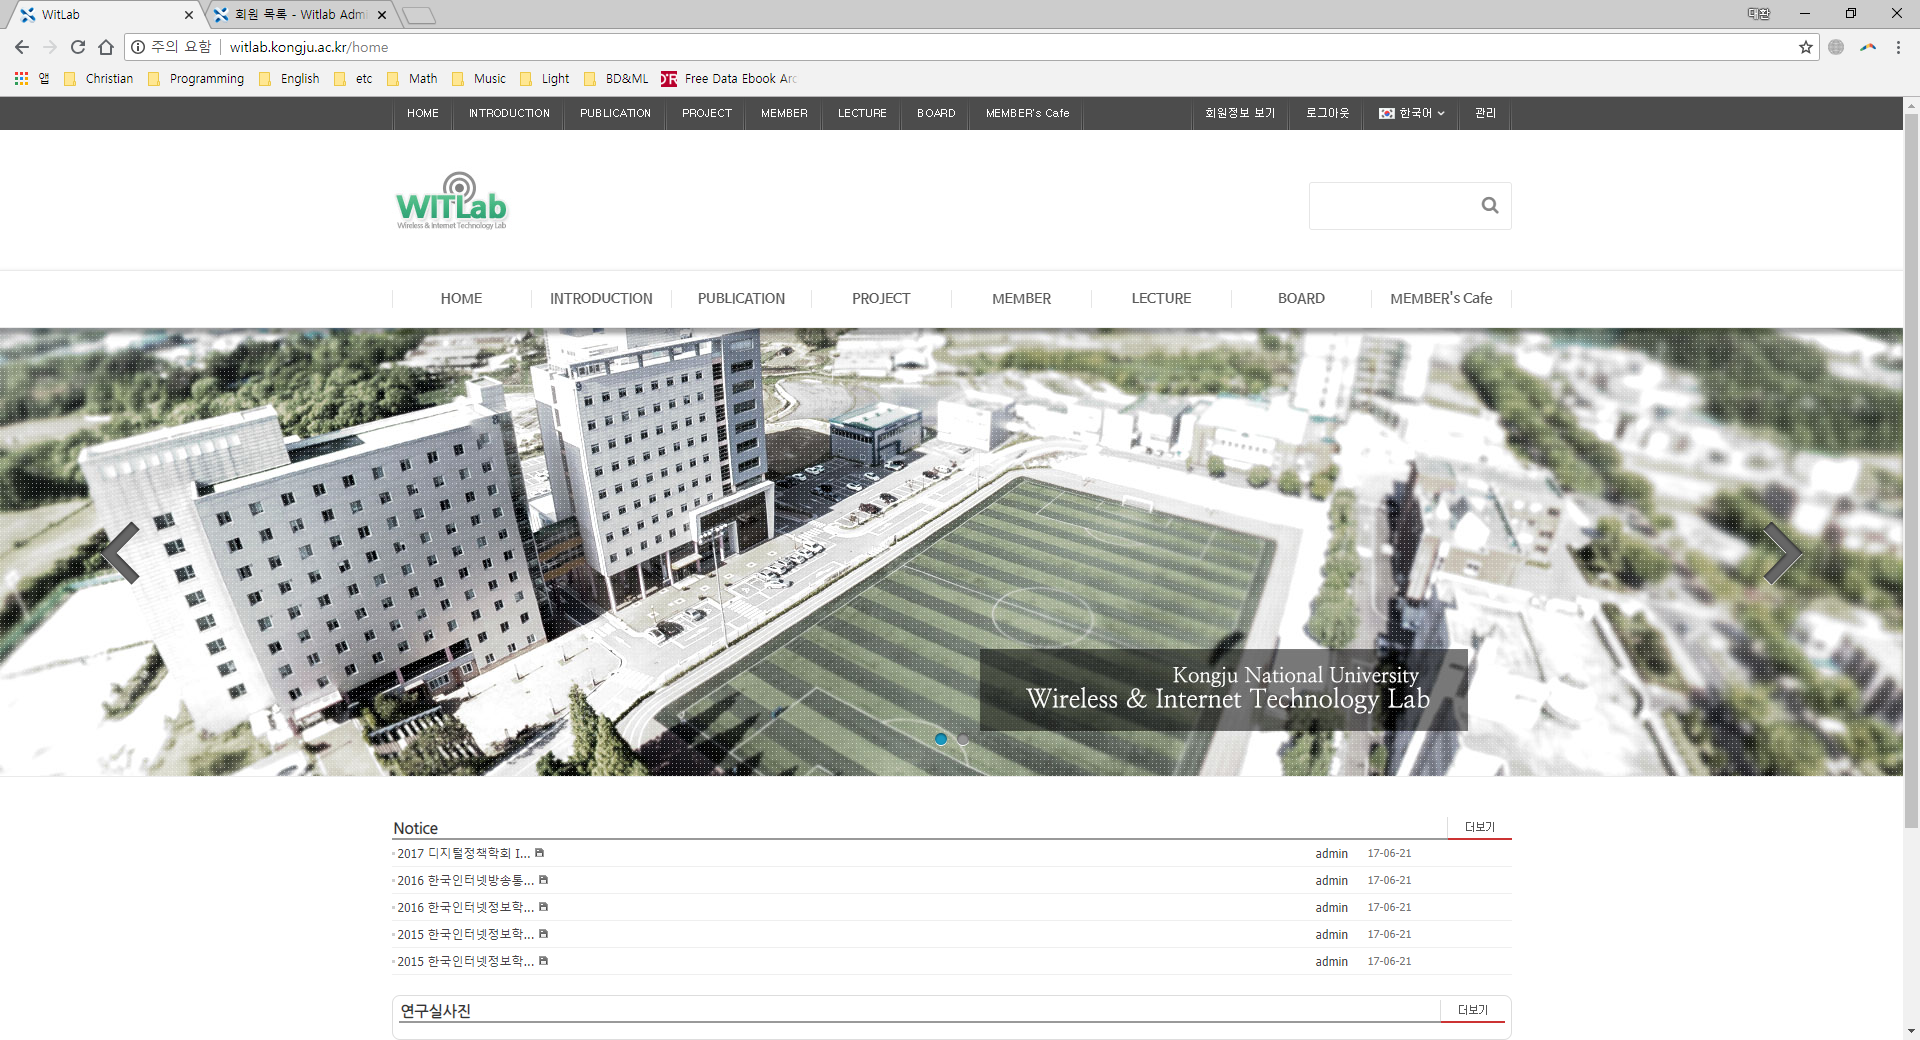 WitLab
회원 목록 - Witlab Admi
대환
주의 요함 witlab.kongju.ac.kr/home
앱 Christian Programming English etc Math Music Light BD&ML Free Data Ebook Arc
HOME INTRODUCTION PUBLICATION PROJECT MEMBER LECTURE BOARD MEMBER's Cafe 회원정보 보기 로그아웃 한국어 관리
WITLab
Wireless & Internet Technology Lab
HOME INTRODUCTION PUBLICATION PROJECT MEMBER LECTURE BOARD MEMBER's Cafe
Kongju National University
Wireless & Internet Technology Lab
Notice 더보기
2017 디지털정책학회 I... admin 17-06-21
2016 한국인터넷방송통... admin 17-06-21
2016 한국인터넷정보학... admin 17-06-21
2015 한국인터넷정보학... admin 17-06-21
2015 한국인터넷정보학... admin 17-06-21
연구실사진 더보기